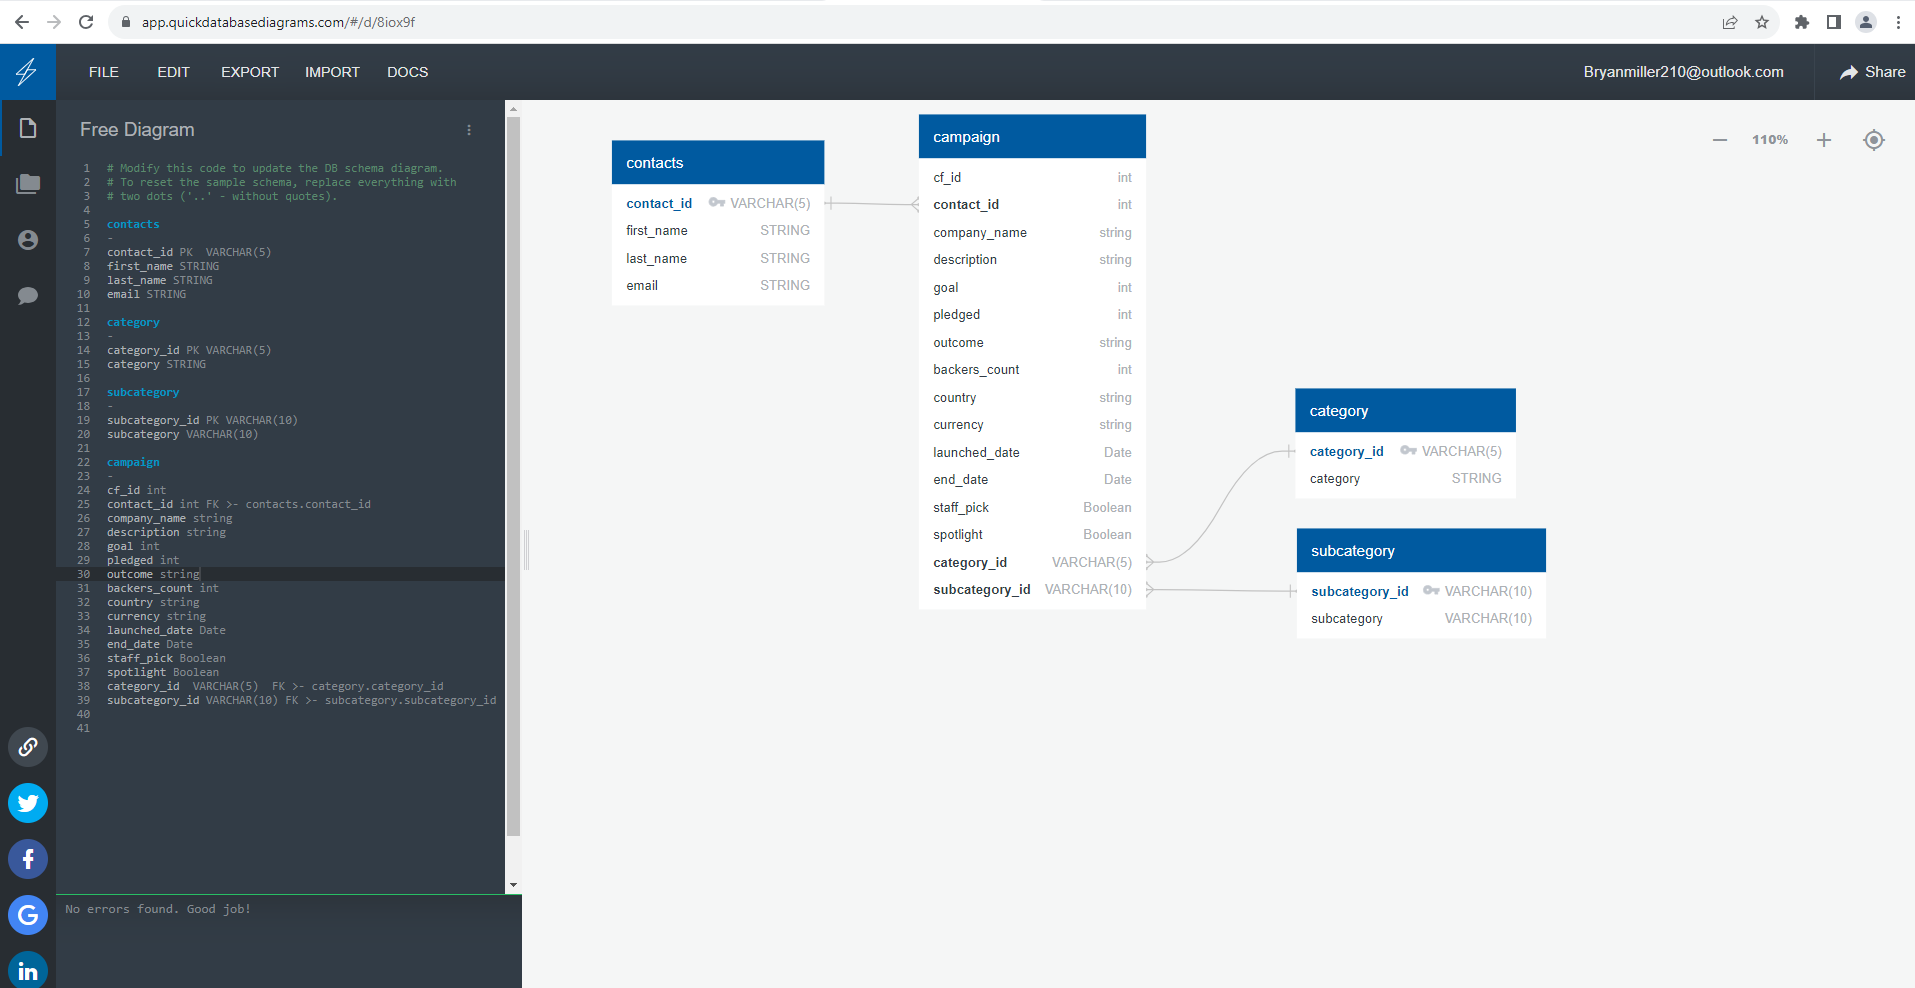 app.quickdatabasediagrams.com/#/d/8iox9f
FILE EDIT EXPORT IMPORT DOCS Bryanmiller210@outlook.com Share
Free Diagram
1 # Modify this code to update the DB schema diagram.
2 # To reset the sample schema, replace everything with
3 # two dots ('..' - without quotes).
4
5 contacts
6 -
7 contact_id PK  VARCHAR(5)
8 first_name STRING
9 last_name STRING
10 email STRING
11
12 category
13 -
14 category_id PK VARCHAR(5)
15 category STRING
16
17 subcategory
18 -
19 subcategory_id PK VARCHAR(10)
20 subcategory VARCHAR(10)
21
22 campaign
23 -
24 cf_id int
25 contact_id int FK >- contacts.contact_id
26 company_name string
27 description string
28 goal int
29 pledged int
30 outcome string
31 backers_count int
32 country string
33 currency string
34 launched_date Date
35 end_date Date
36 staff_pick Boolean
37 spotlight Boolean
38 category_id  VARCHAR(5)  FK >- category.category_id
39 subcategory_id VARCHAR(10) FK >- subcategory.subcategory_id
40
41
No errors found. Good job!
contacts
contact_id VARCHAR(5)
first_name STRING
last_name STRING
email STRING
campaign
cf_id int
contact_id int
company_name string
description string
goal int
pledged int
outcome string
backers_count int
country string
currency string
launched_date Date
end_date Date
staff_pick Boolean
spotlight Boolean
category_id VARCHAR(5)
subcategory_id VARCHAR(10)
110%
category
category_id VARCHAR(5)
category STRING
subcategory
subcategory_id VARCHAR(10)
subcategory VARCHAR(10)